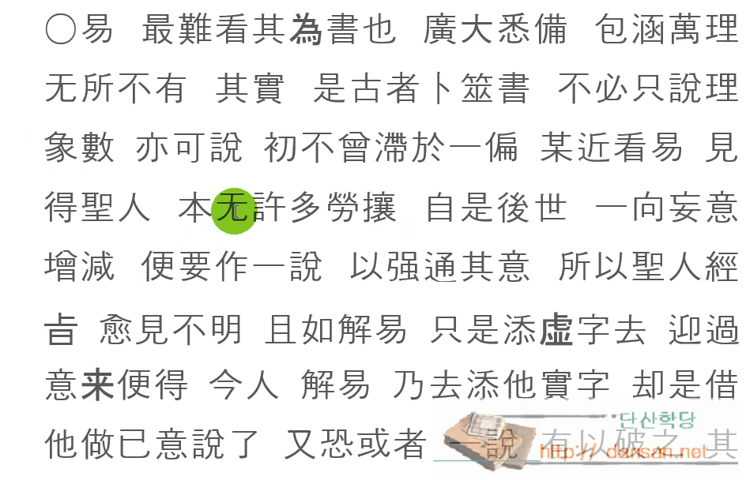 〇易 最難看其為書也 廣大悉備 包涵萬理
无所不有 其實 是古者卜筮書 不必只說理
象數 亦可說 初不曾滯於一偏 某近看易 見
得聖人 本无許多勞攘 自是後世 一向妄意
增減 便要作一說 以强通其意 所以聖人經
旨 愈見不明 且如解易 只是添虛字去 迎過
意来便得 今人 解易 乃去添他實字 却是借
他做已意說了 又恐或者 一說 有以破之 其
단산학당
http://dansan.net